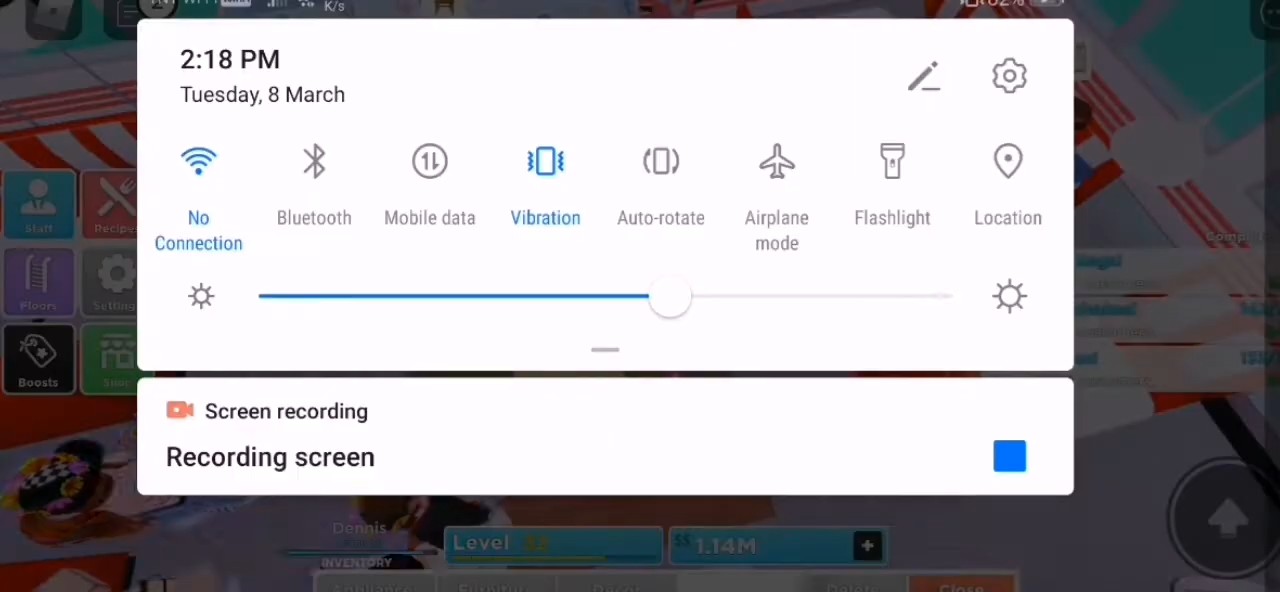 K/s
2:18 PM
Tuesday, 8 March
No Connection
Bluetooth
Mobile data
Vibration
Auto-rotate
Airplane mode
Flashlight
Location
Staff
Floors
Boosts
Screen recording
Recording screen
Dennis
Level
$$ 1.14M +
INVENTORY
Delete
Close